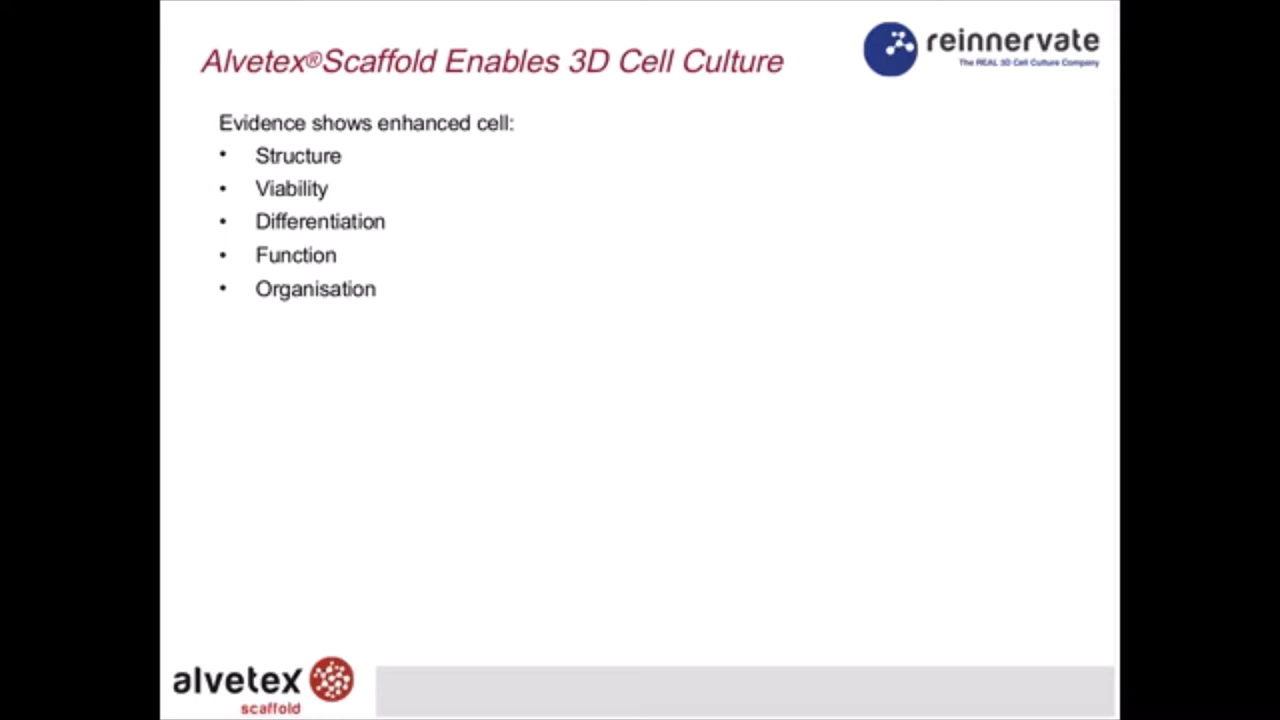 Alvetex®Scaffold Enables 3D Cell Culture
reinnervate
The REAL 3D Cell Culture Company
Evidence shows enhanced cell:
• Structure
• Viability
• Differentiation
• Function
• Organisation
alvetex
scaffold